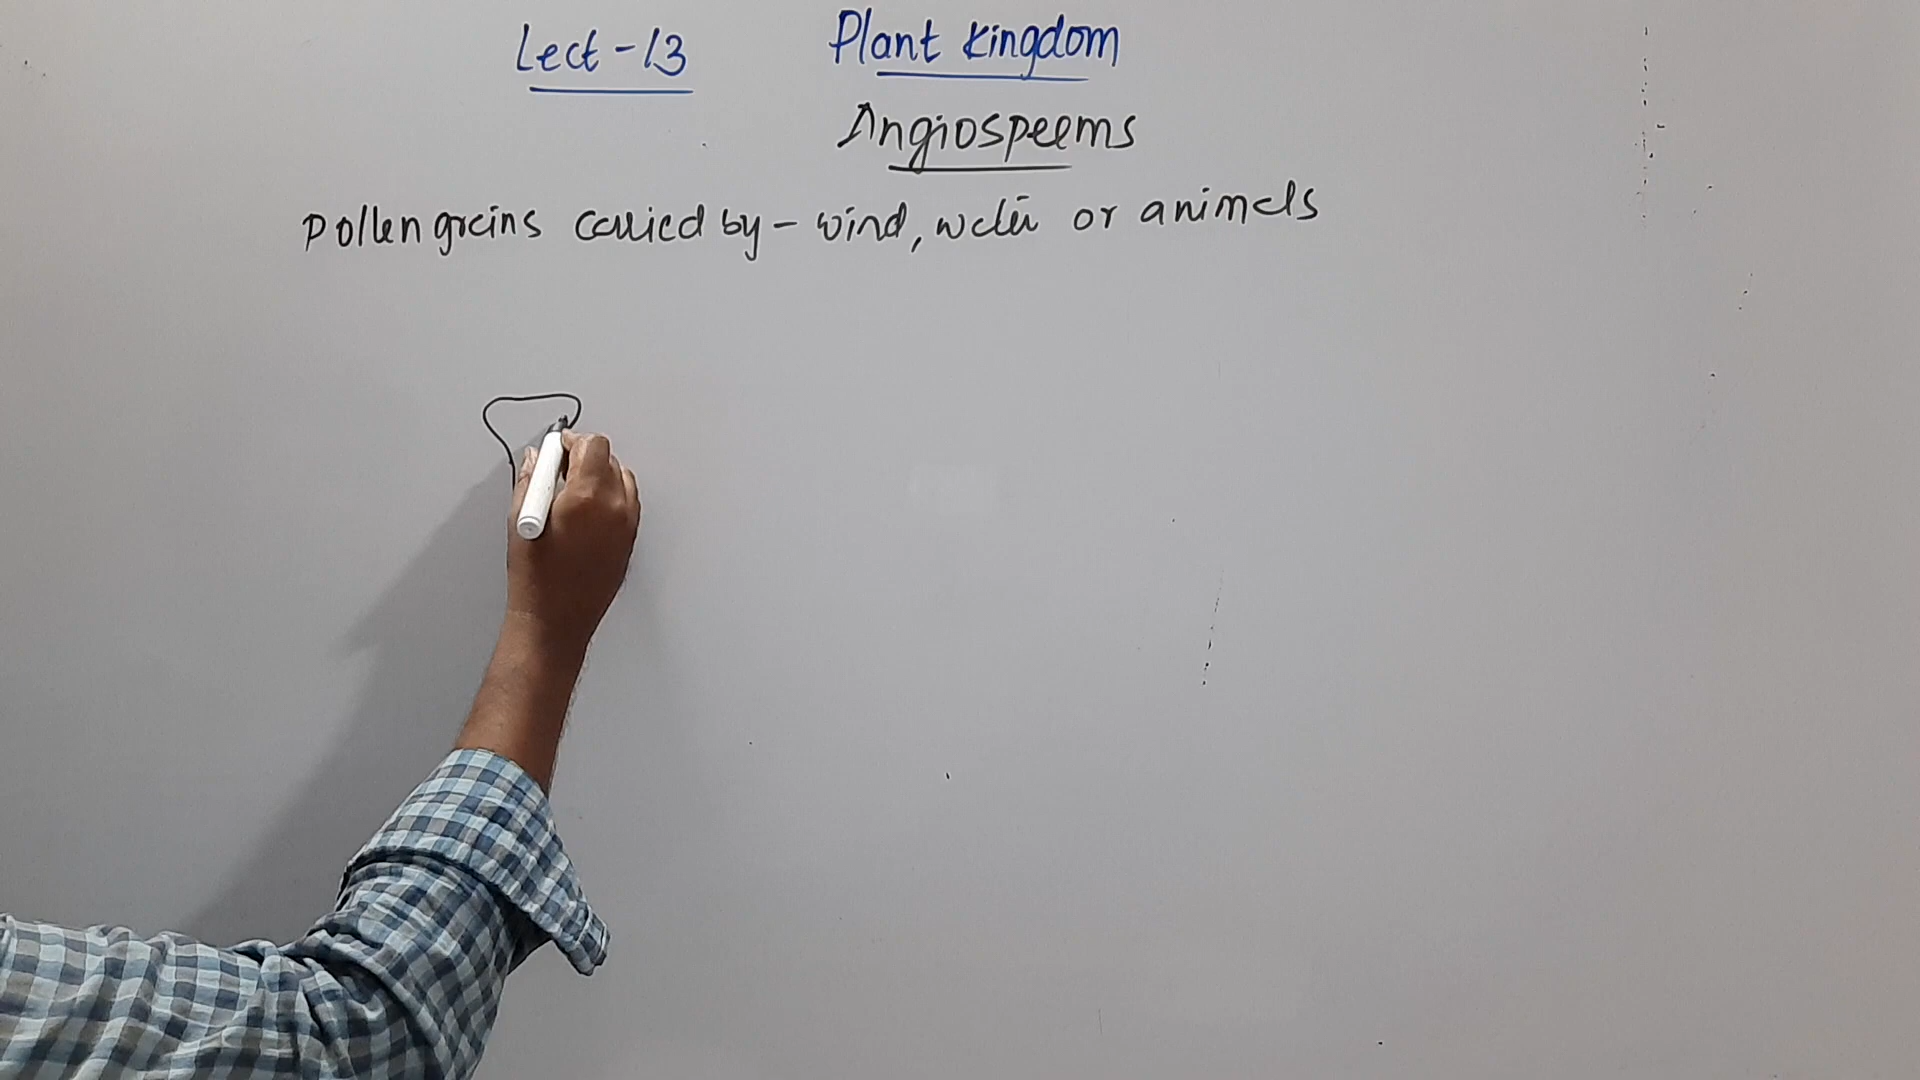 Lect-13 Plant Kingdom
Angiosperms
Pollen grains carried by - wind, water or animals